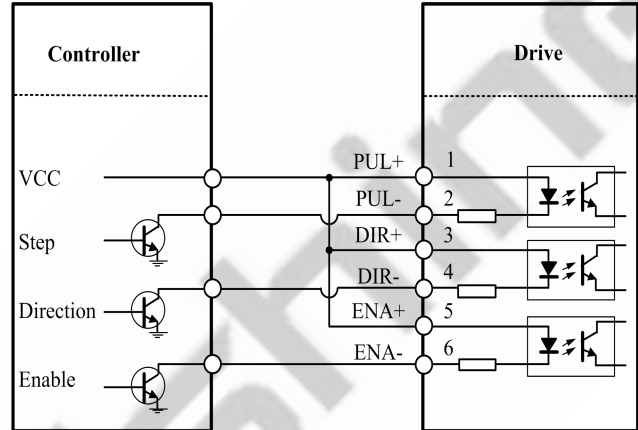 Controller
Drive
VCC
Step
Direction
Enable
PUL+
PUL-
DIR+
DIR-
ENA+
ENA-
1
2
3
4
5
6